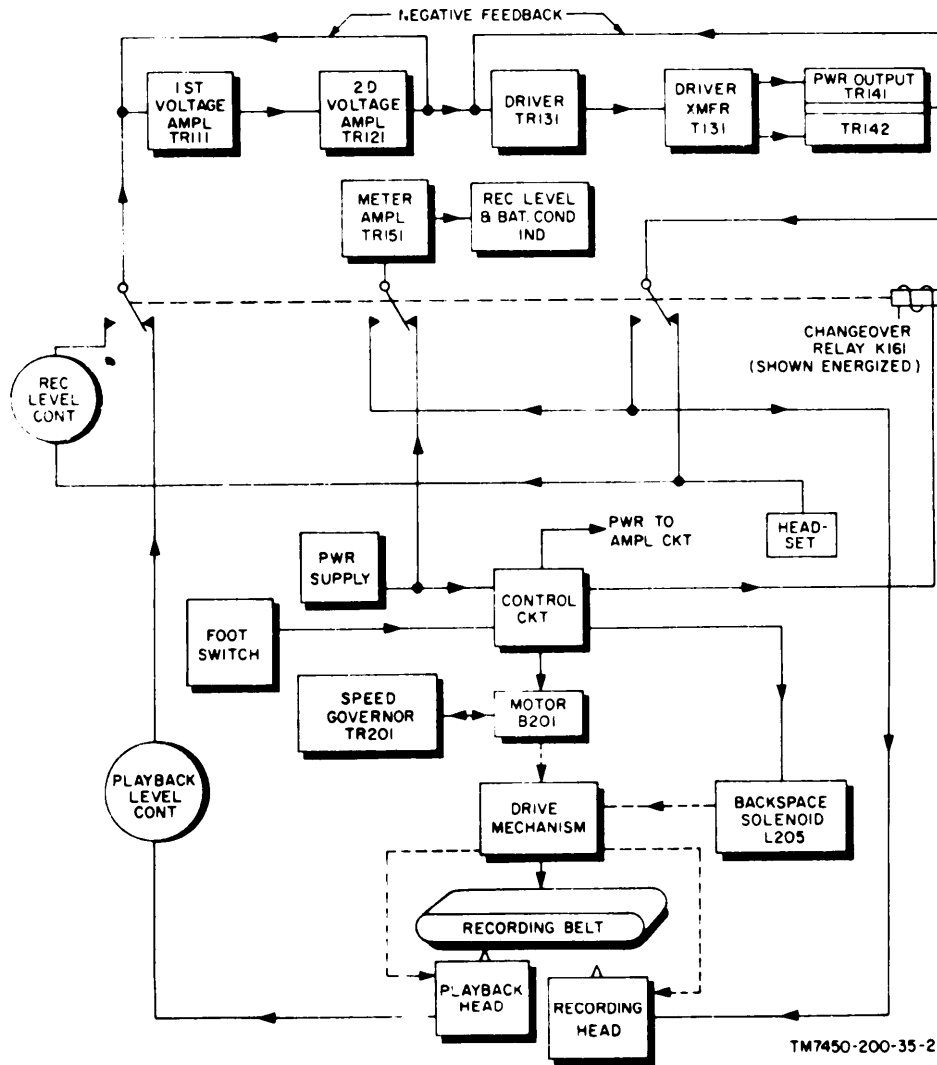 NEGATIVE FEEDBACK
1ST
VOLTAGE
AMPL
TR111
2D
VOLTAGE
AMPL
TR121
DRIVER
TR131
DRIVER
XMFR
T131
PWR OUTPUT
TR141
TR142
METER
AMPL
TR151
REC LEVEL
& BAT. COND
IND
CHANGEOVER
RELAY K161
(SHOWN ENERGIZED)
REC
LEVEL
CONT
HEAD-
SET
PWR TO
AMPL CKT
PWR
SUPPLY
CONTROL
CKT
FOOT
SWITCH
SPEED
GOVERNOR
TR201
MOTOR
B201
PLAYBACK
LEVEL
CONT
DRIVE
MECHANISM
BACKSPACE
SOLENOID
L205
RECORDING BELT
PLAYBACK
HEAD
RECORDING
HEAD
TM7450-200-35-2